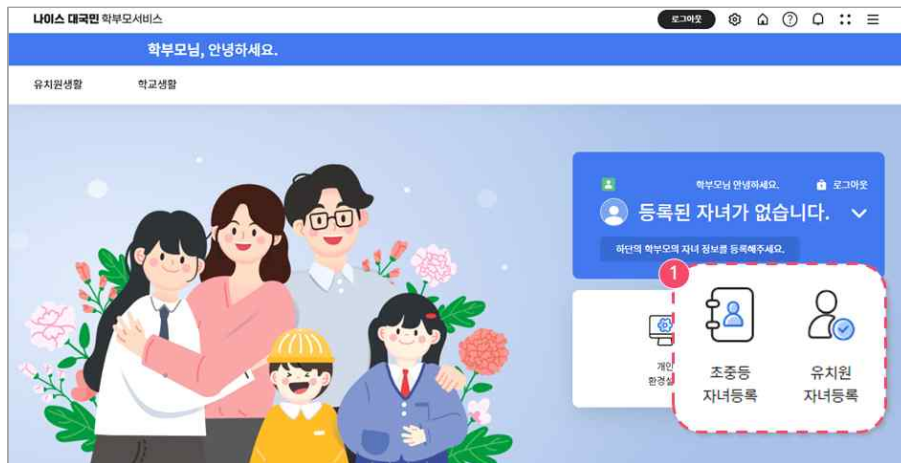 나이스 대국민 학부모서비스
로그아웃
학부모님, 안녕하세요.
유치원생활
학교생활
학부모님 안녕하세요.
로그아웃
등록된 자녀가 없습니다.
하단의 학부모의 자녀 정보를 등록해주세요.
1
개인
초중등
자녀등록
유치원
자녀등록